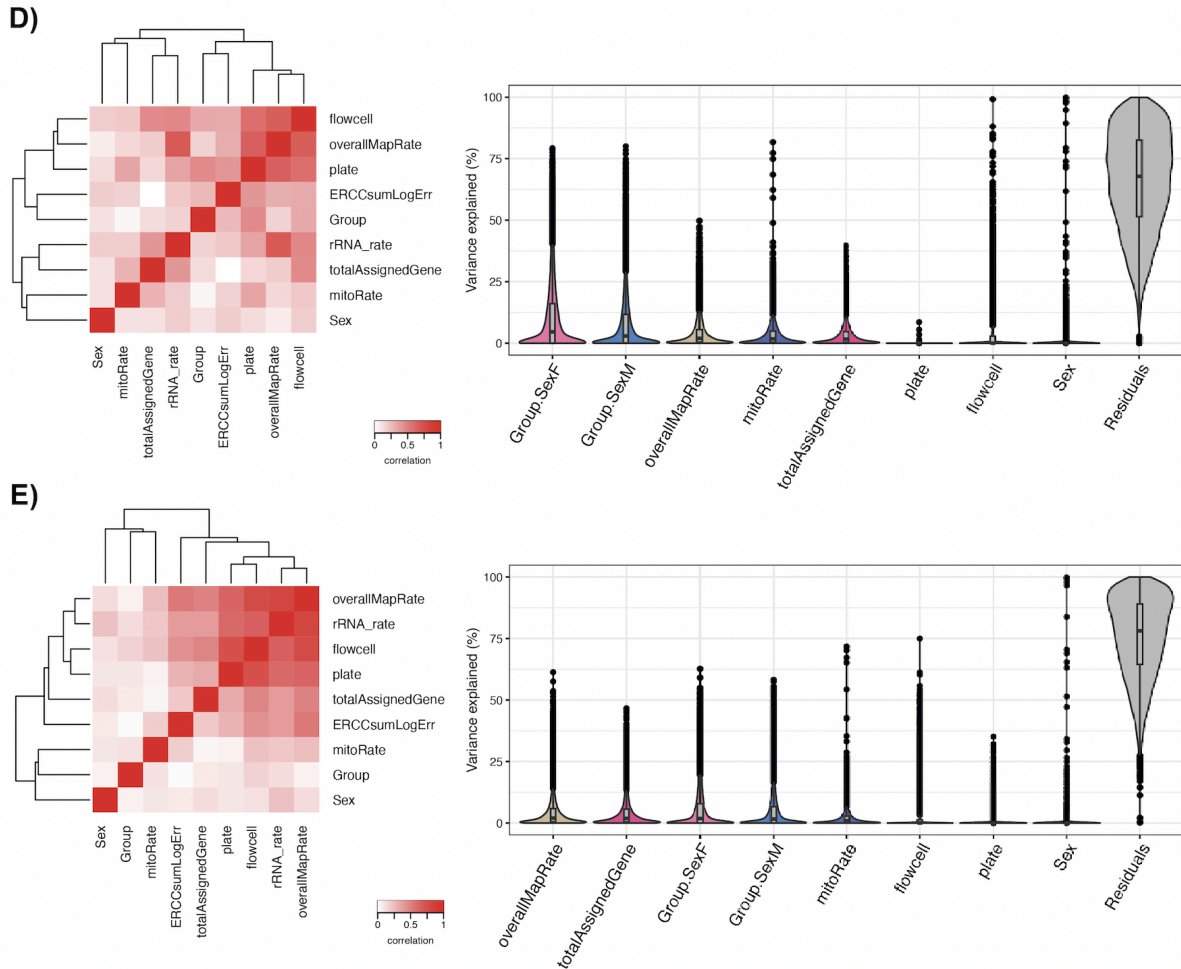 D)
flowcell
overallMapRate
plate
ERCCsumLogErr
Group
rRNA_rate
totalAssignedGene
mitoRate
Sex
Sex
mitoRate
totalAssignedGene
rRNA_rate
Group
ERCCsumLogErr
plate
overallMapRate
flowcell
0 0.5 1
correlation
Variance explained (%)
100
75
50
25
0
Group.SexF
Group.SexM
overallMapRate
mitoRate
totalAssignedGene
plate
flowcell
Sex
Residuals
E)
overallMapRate
rRNA_rate
flowcell
plate
totalAssignedGene
ERCCsumLogErr
mitoRate
Group
Sex
Sex
Group
mitoRate
ERCCsumLogErr
totalAssignedGene
plate
flowcell
rRNA_rate
overallMapRate
0 0.5 1
correlation
Variance explained (%)
100
75
50
25
0
overallMapRate
totalAssignedGene
Group.SexF
Group.SexM
mitoRate
flowcell
plate
Sex
Residuals